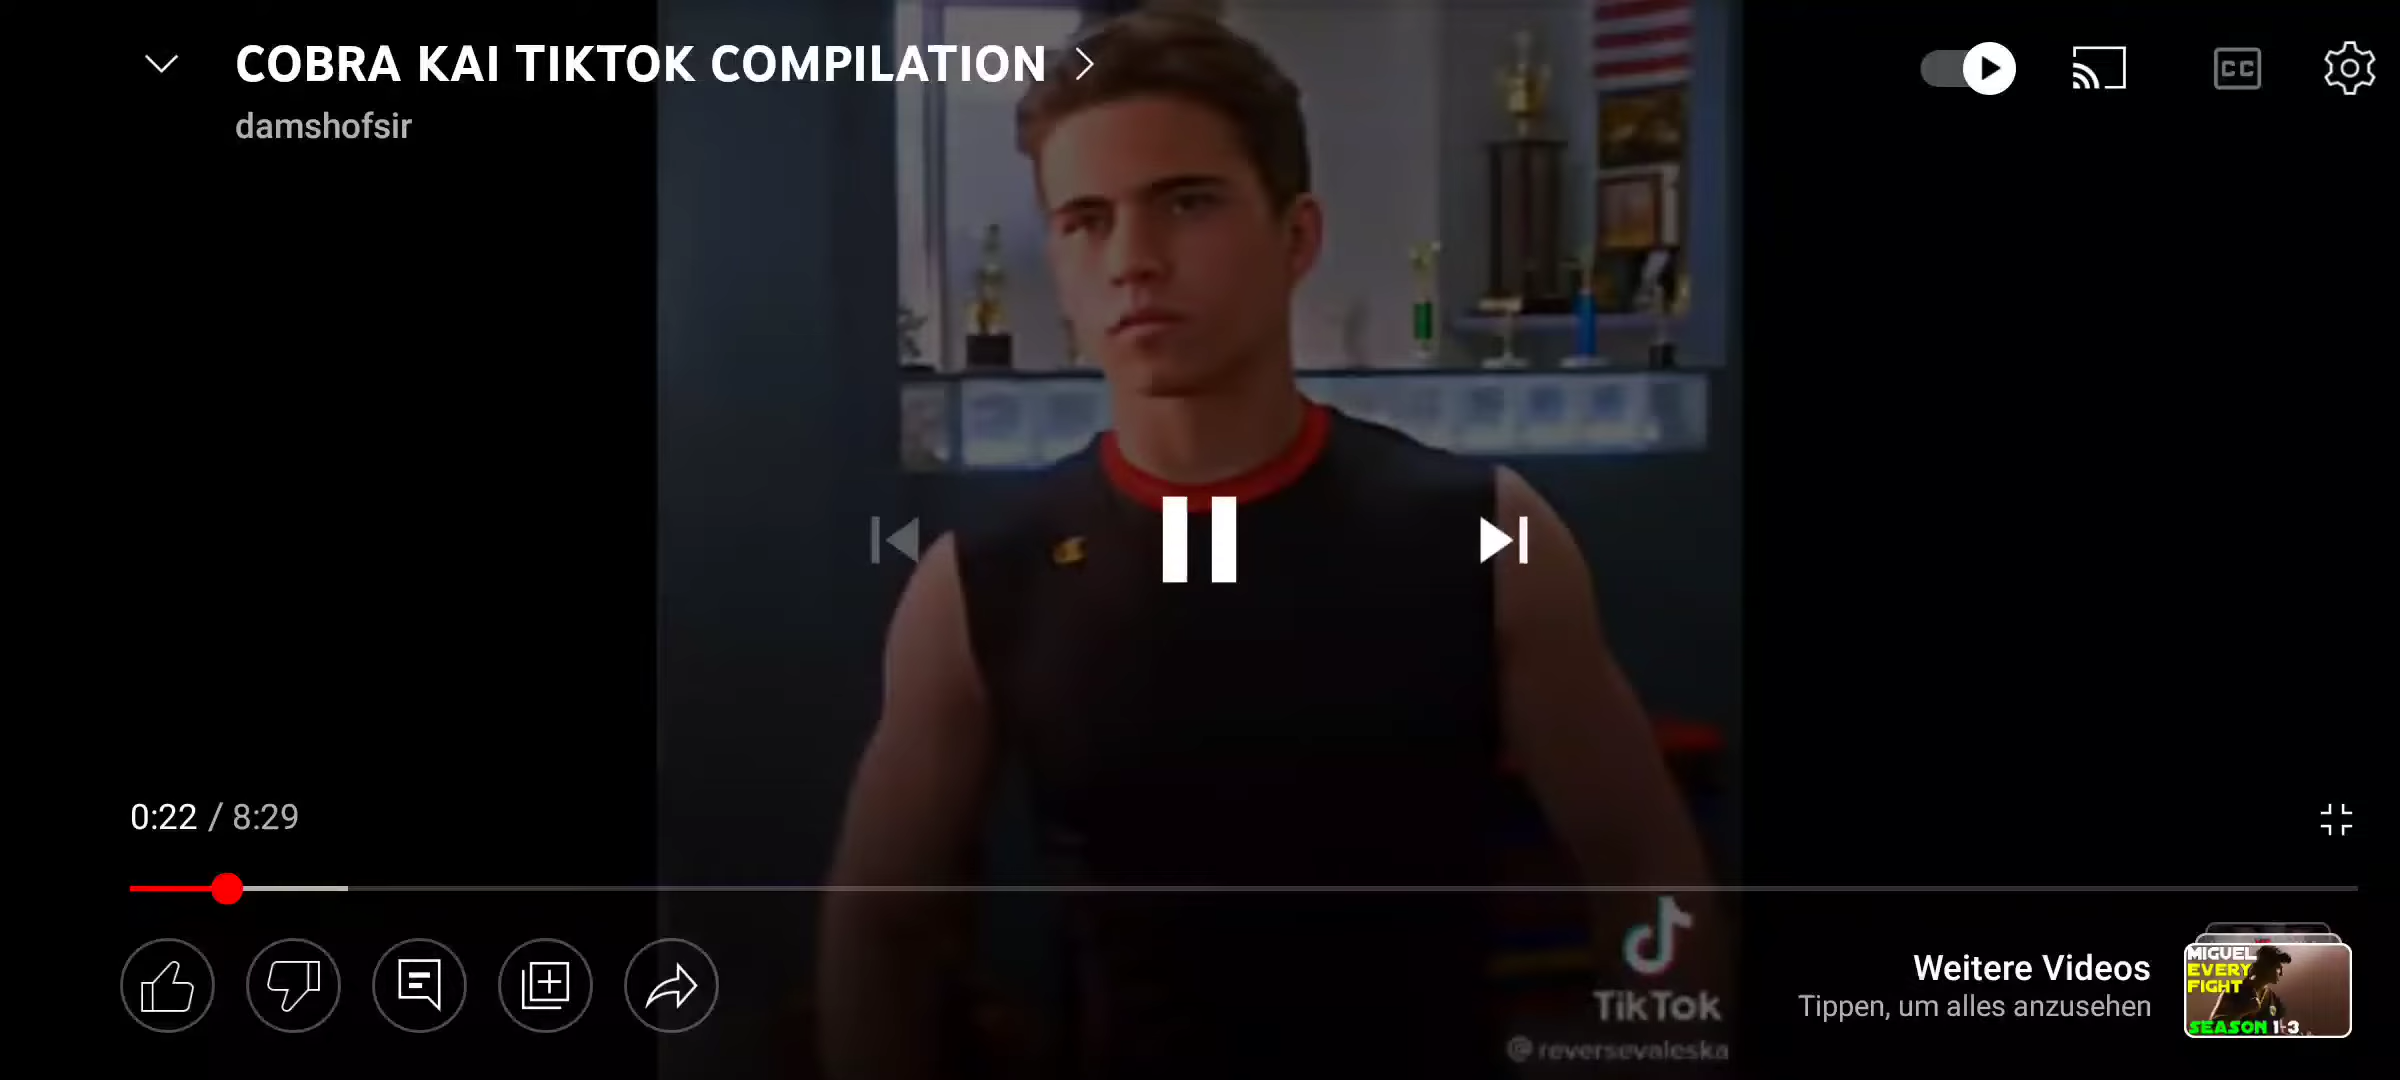 COBRA KAI TIKTOK COMPILATION
damshofsir
CC
0:22 / 8:29
TikTok
@reversevaleska
Weitere Videos
Tippen, um alles anzusehen
MIGUEL
EVERY
FIGHT
SEASON 1-3